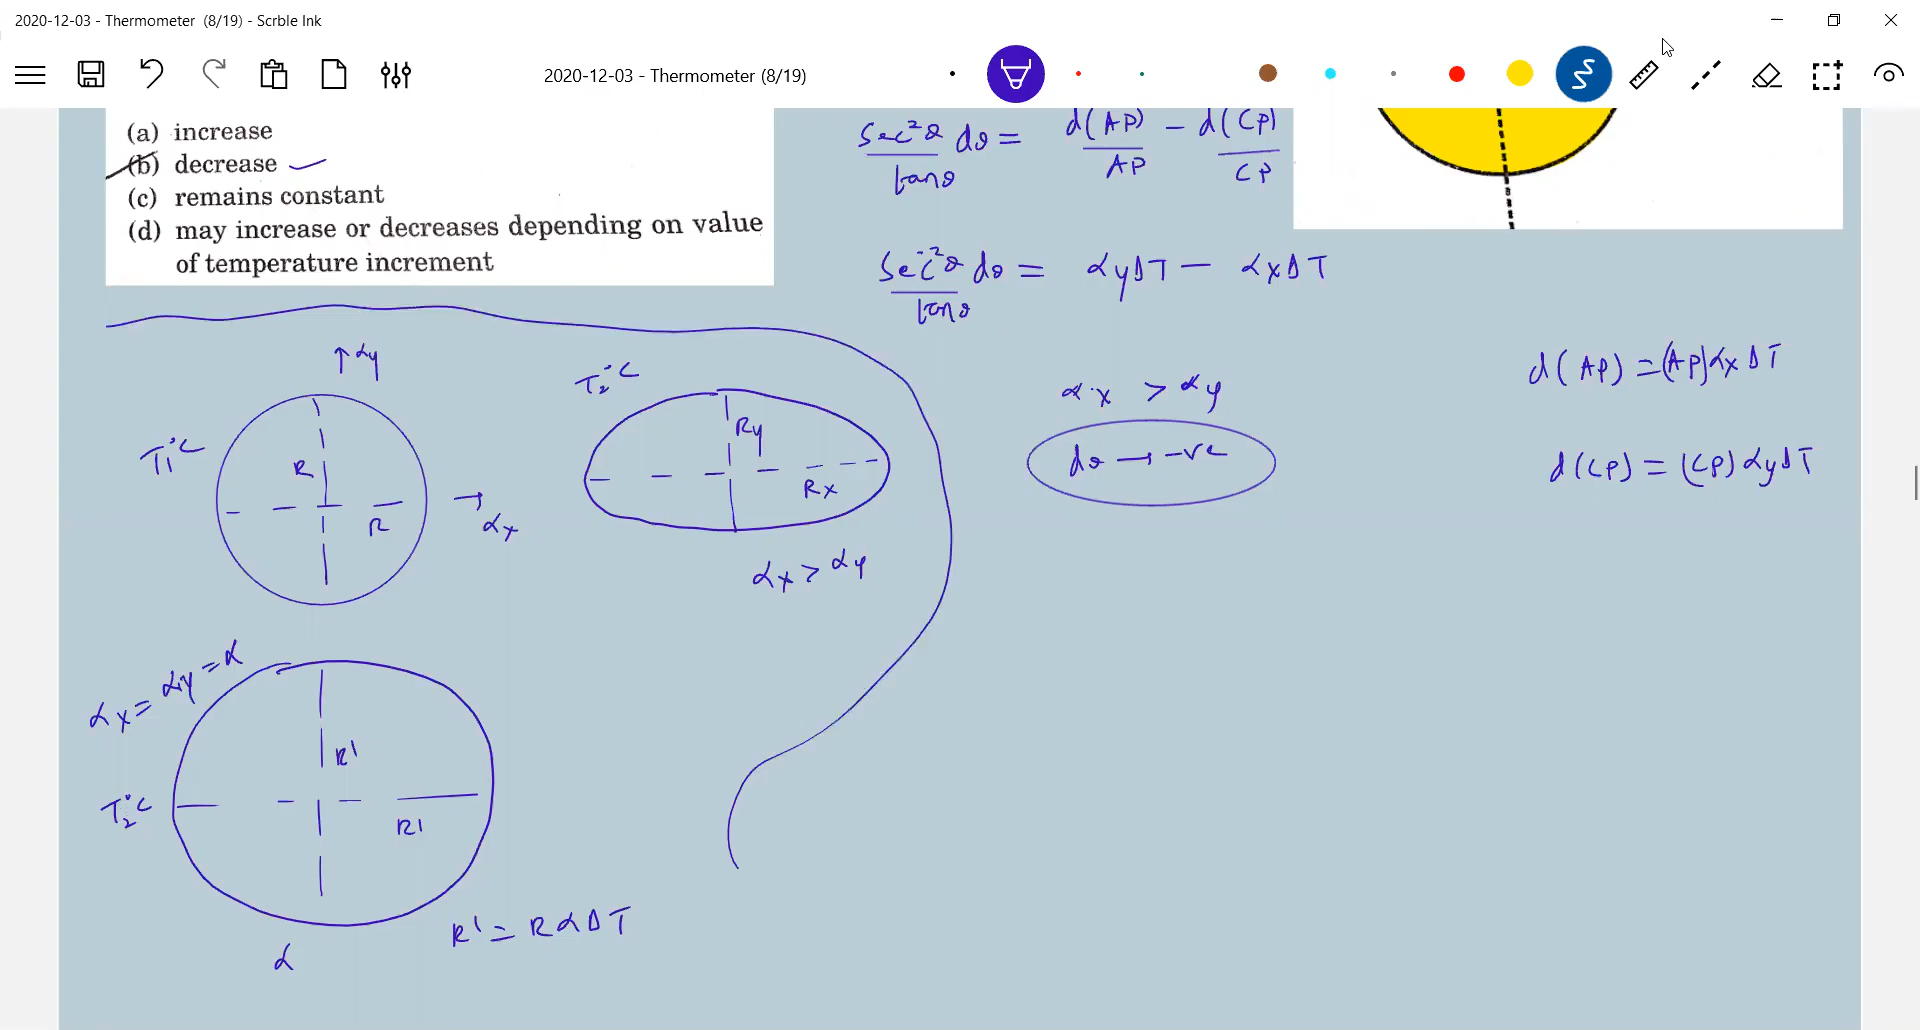 2020-12-03 - Thermometer (8/19) - Scrble Ink
2020-12-03 - Thermometer (8/19)
(a) increase
(b) decrease
(c) remains constant
(d) may increase or decreases depending on value
of temperature increment
sec²θ/tanθ dθ = d(AP)/AP - d(CP)/CP
sec²θ/tanθ dθ = αyΔT - αxΔT
↑αy
T₁°C
R
R
→ αx
T₂°C
Ry
Rx
αx > αy
αx > αy
dθ → -ve
d(AP) = (AP)αxΔT
d(CP) = (CP)αyΔT
αx = αy = α
T₂°C
R'
R'
α
R' = RαΔT